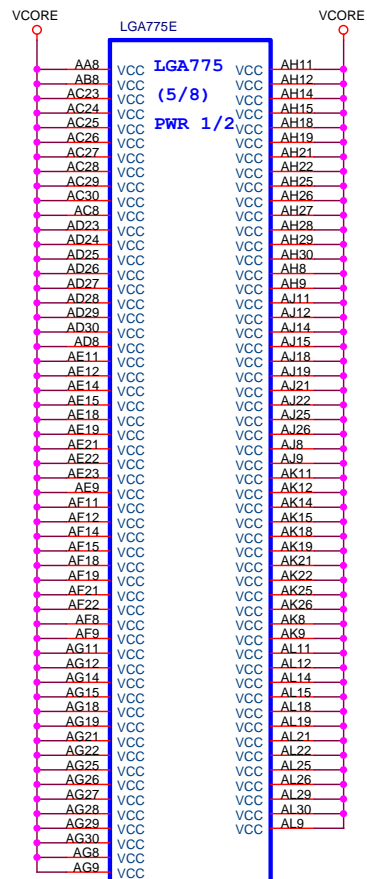 VCORE VCORE
LGA775E
AA8 VCC LGA775 VCC AH11
AB8 VCC VCC AH12
AC23 VCC (5/8) VCC AH14
AC24 VCC VCC AH15
AC25 VCC PWR 1/2 VCC AH18
AC26 VCC VCC AH19
AC27 VCC VCC AH21
AC28 VCC VCC AH22
AC29 VCC VCC AH25
AC30 VCC VCC AH26
AC8 VCC VCC AH27
AD23 VCC VCC AH28
AD24 VCC VCC AH29
AD25 VCC VCC AH30
AD26 VCC VCC AH8
AD27 VCC VCC AH9
AD28 VCC VCC AJ11
AD29 VCC VCC AJ12
AD30 VCC VCC AJ14
AD8 VCC VCC AJ15
AE11 VCC VCC AJ18
AE12 VCC VCC AJ19
AE14 VCC VCC AJ21
AE15 VCC VCC AJ22
AE18 VCC VCC AJ25
AE19 VCC VCC AJ26
AE21 VCC VCC AJ8
AE22 VCC VCC AJ9
AE23 VCC VCC AK11
AE9 VCC VCC AK12
AF11 VCC VCC AK14
AF12 VCC VCC AK15
AF14 VCC VCC AK18
AF15 VCC VCC AK19
AF18 VCC VCC AK21
AF19 VCC VCC AK22
AF21 VCC VCC AK25
AF22 VCC VCC AK26
AF8 VCC VCC AK8
AF9 VCC VCC AK9
AG11 VCC VCC AL11
AG12 VCC VCC AL12
AG14 VCC VCC AL14
AG15 VCC VCC AL15
AG18 VCC VCC AL18
AG19 VCC VCC AL19
AG21 VCC VCC AL21
AG22 VCC VCC AL22
AG25 VCC VCC AL25
AG26 VCC VCC AL26
AG27 VCC VCC AL29
AG28 VCC VCC AL30
AG29 VCC VCC AL9
AG30 VCC
AG8 VCC
AG9 VCC